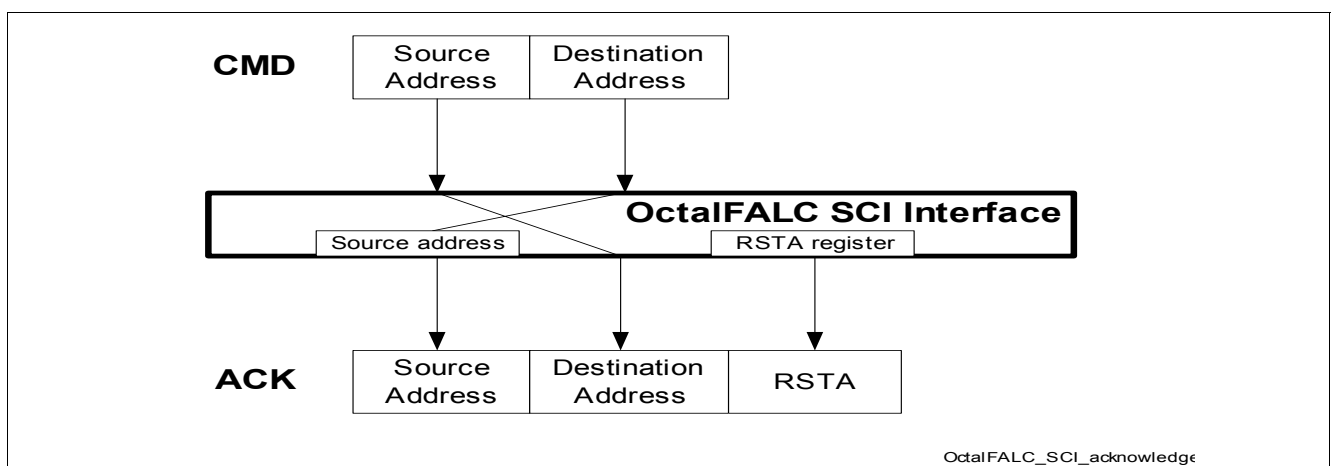 CMD
Source
Address
Destination
Address
OctalFALC SCI Interface
Source address
RSTA register
ACK
Source
Address
Destination
Address
RSTA
OctalFALC_SCI_acknowledge